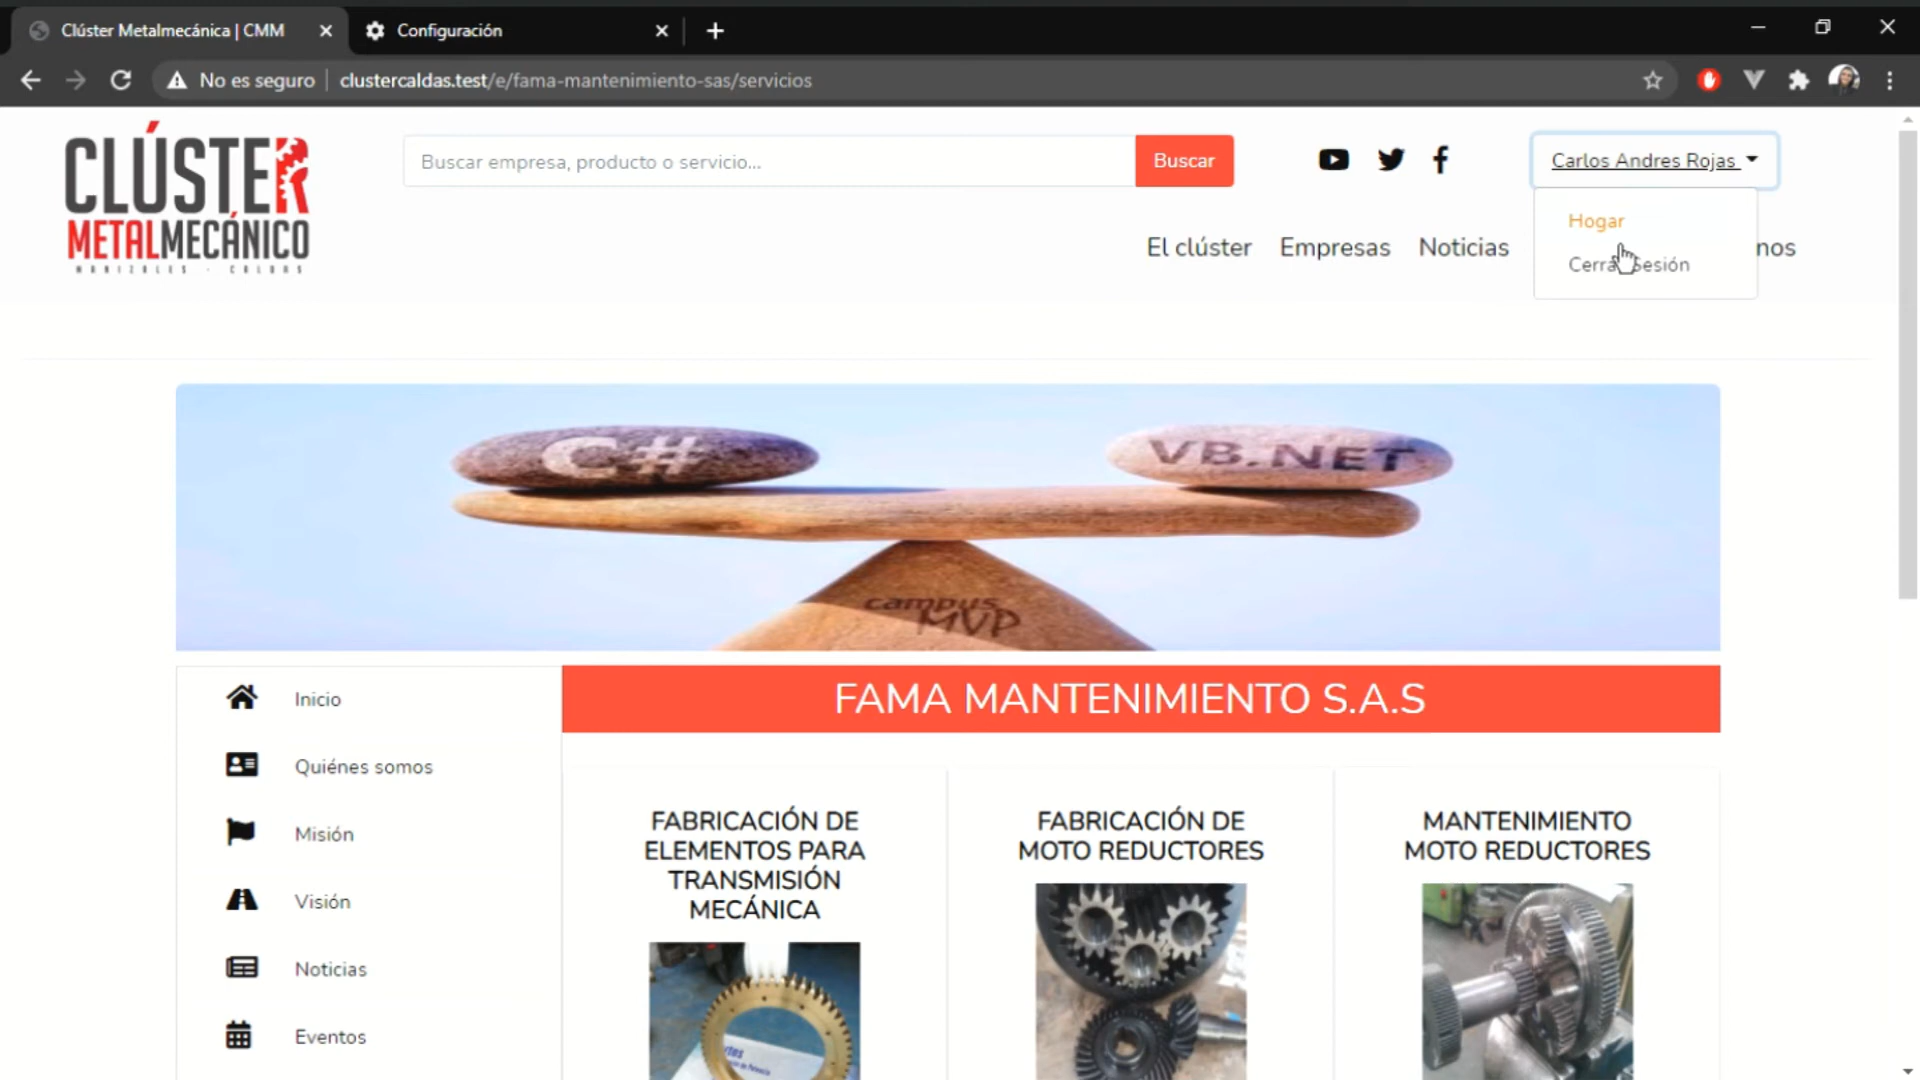 Clúster Metalmecánica | CMM
Configuración
No es seguro
clustercaldas.test/e/fama-mantenimiento-sas/servicios
CLÚSTER
METALMECÁNICO
MANIZALES - CALDAS
Buscar empresa, producto o servicio...
Buscar
Carlos Andres Rojas
Hogar
Cerrar Sesión
El clúster
Empresas
Noticias
nos
C#
VB.NET
campus
MVP
Inicio
Quiénes somos
Misión
Visión
Noticias
Eventos
FAMA MANTENIMIENTO S.A.S
FABRICACIÓN DE
ELEMENTOS PARA
TRANSMISIÓN
MECÁNICA
FABRICACIÓN DE
MOTO REDUCTORES
MANTENIMIENTO
MOTO REDUCTORES